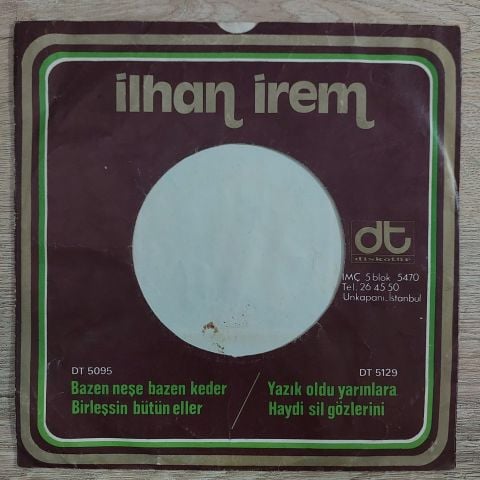 ilhan irem
dt
diskotür
IMÇ 5 blok 5470
Tel. 26 45 50
Unkapanı_İstanbul
DT 5095
Bazen neşe bazen keder
Birleşsin bütün eller
DT 5129
Yazık oldu yarınlara
Haydi sil gözlerini